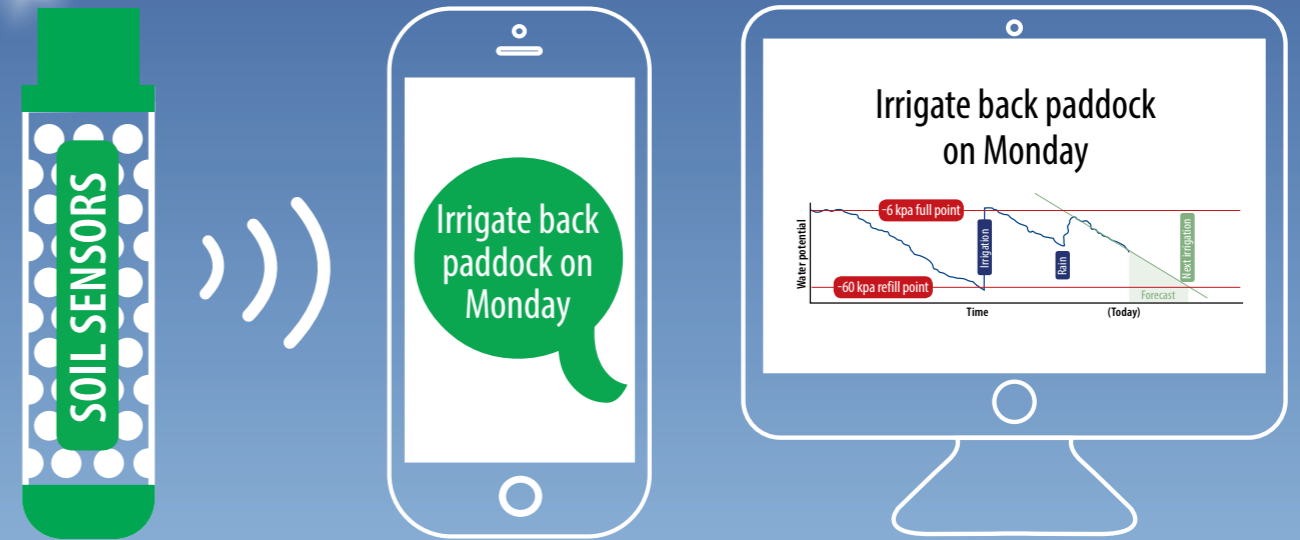 SOIL SENSORS
Irrigate back
paddock on
Monday
Irrigate back paddock
on Monday
Water potential
-6 kpa full point
-60 kpa refill point
Irrigation
Rain
Next irrigation
Forecast
Time
(Today)